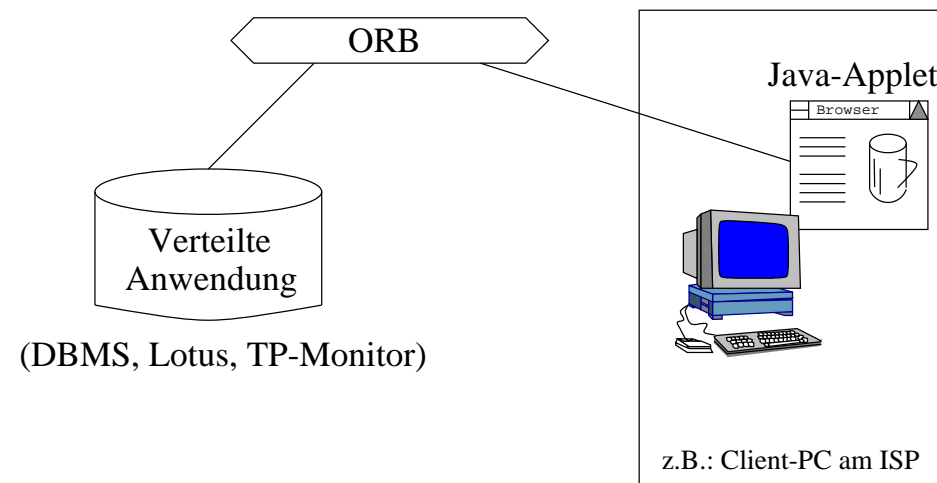 ORB
Java-Applet
Browser
Verteilte
Anwendung
(DBMS, Lotus, TP-Monitor)
z.B.: Client-PC am ISP